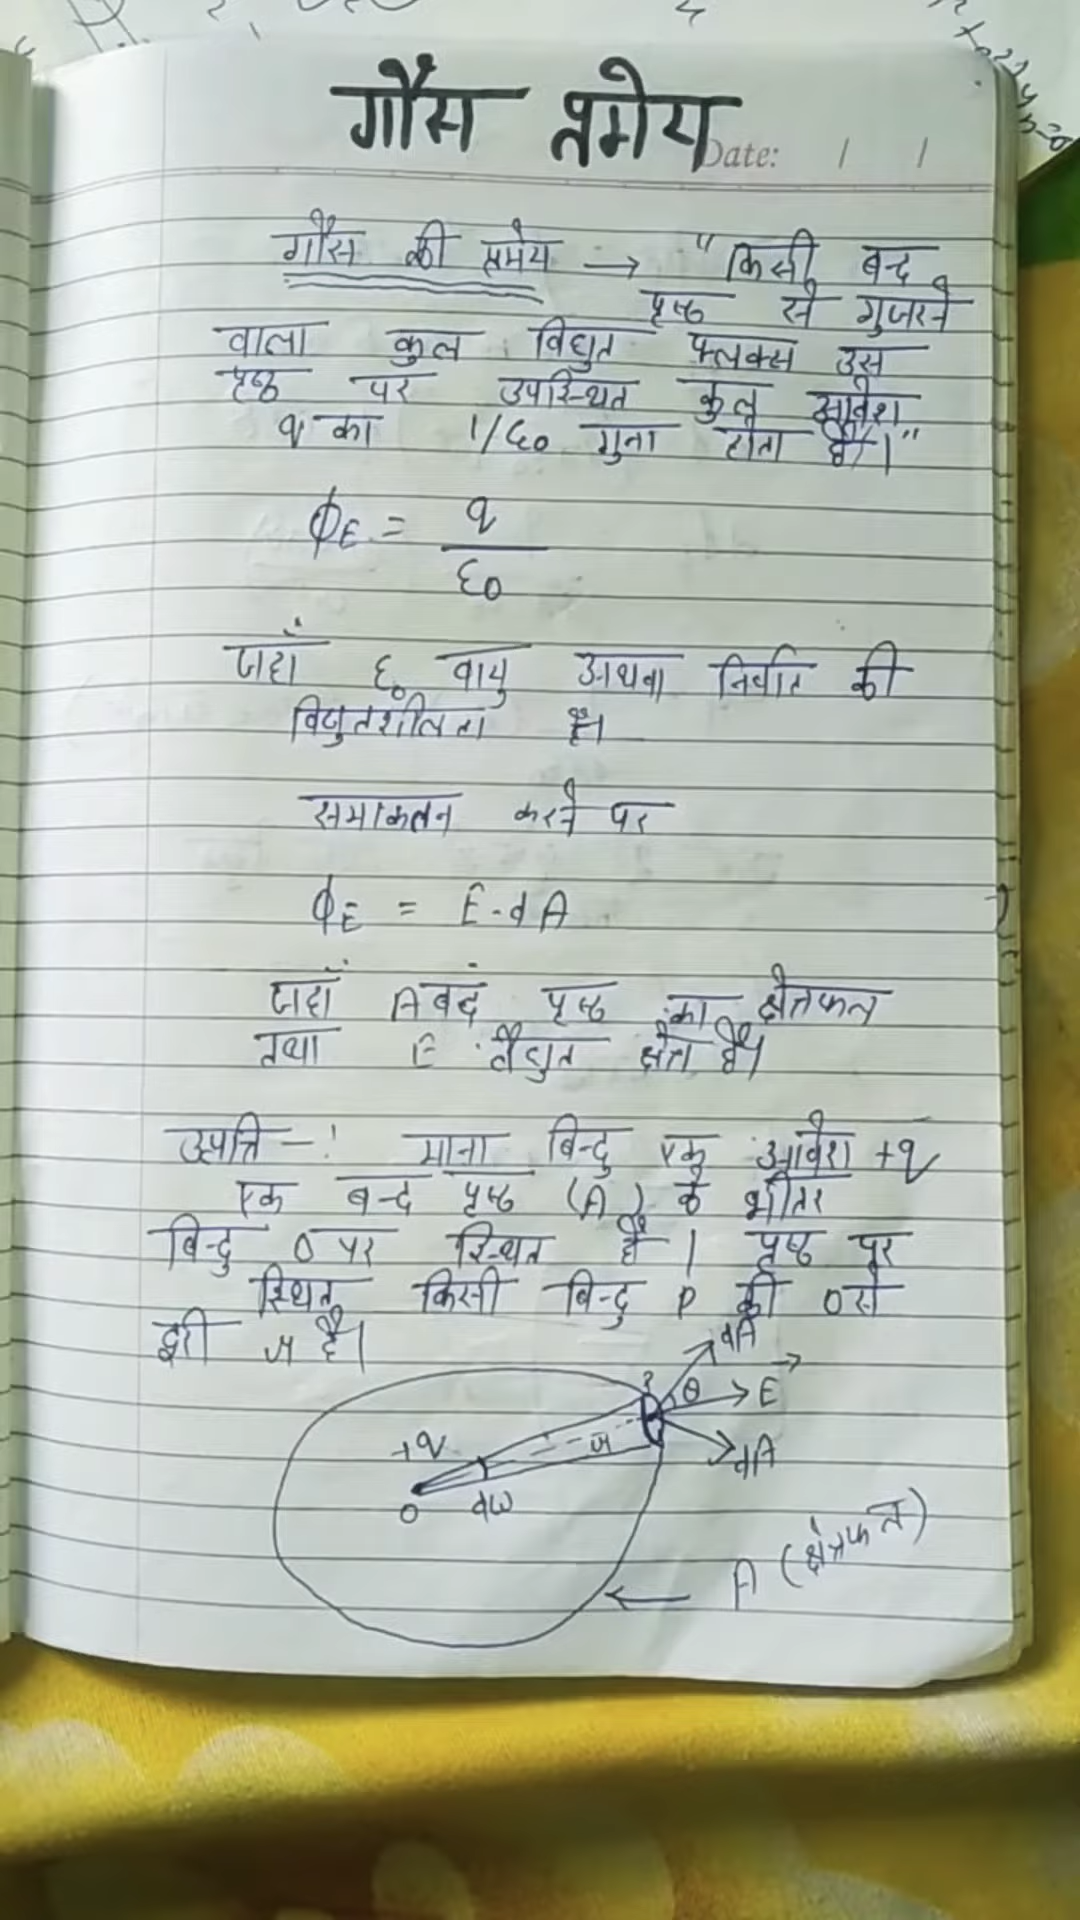 गौस प्रमेय
Date: / /
गौस की प्रमेय → "किसी बन्द
पृष्ठ से गुजरने
वाला कुल विद्युत फ्लक्स उस
पृष्ठ पर उपस्थित कुल आवेश
q का 1/ε0 गुना होता है।"
ϕE = q
ε0
जहाँ ε0 वायु अथवा निर्वात की
विद्युतशीलता है।
समाकलन करने पर
ϕE = E.dA
जहाँ A बंद पृष्ठ का क्षेत्रफल
तथा E वैद्युत क्षेत्र है।
उत्पत्ति -: माना बिन्दु एक आवेश +q
एक बन्द पृष्ठ (A) के भीतर
बिन्दु O पर स्थित है। पृष्ठ पर
स्थित किसी बिन्दु P की O से
दूरी r है।
dA
P θ → E
+q r
dA
O dω
A (क्षेत्रफल)